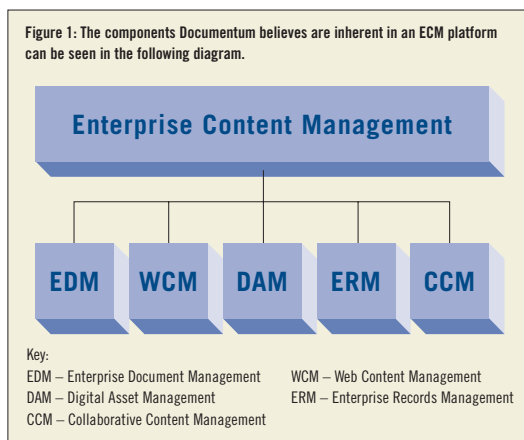 Figure 1: The components Documentum believes are inherent in an ECM platform
can be seen in the following diagram.
Enterprise Content Management
EDM WCM DAM ERM CCM
Key:
EDM – Enterprise Document Management WCM – Web Content Management
DAM – Digital Asset Management ERM – Enterprise Records Management
CCM – Collaborative Content Management